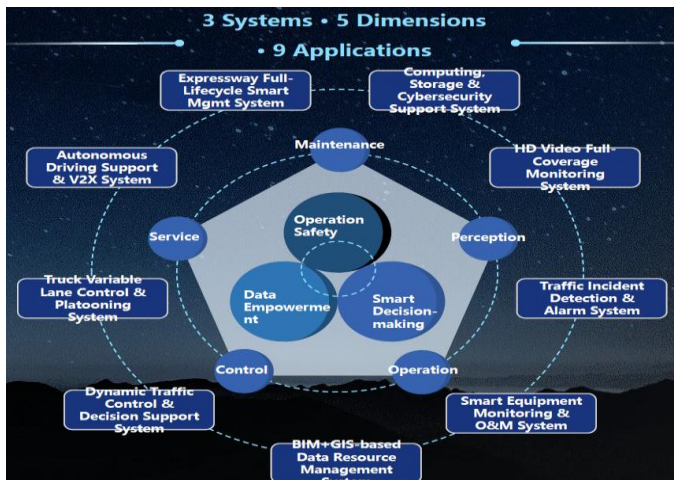 3 Systems • 5 Dimensions
• 9 Applications
Expressway Full-
Lifecycle Smart
Mgmt System
Computing,
Storage &
Cybersecurity
Support System
Autonomous
Driving Support
& V2X System
Maintenance
HD Video Full-
Coverage
Monitoring
System
Operation
Safety
Service
Perception
Truck Variable
Lane Control &
Platooning
System
Data
Empowerme
nt
Smart
Decision-
making
Traffic Incident
Detection &
Alarm System
Control
Operation
Dynamic Traffic
Control &
Decision Support
System
Smart Equipment
Monitoring &
O&M System
BIM+GIS-based
Data Resource
Management
System